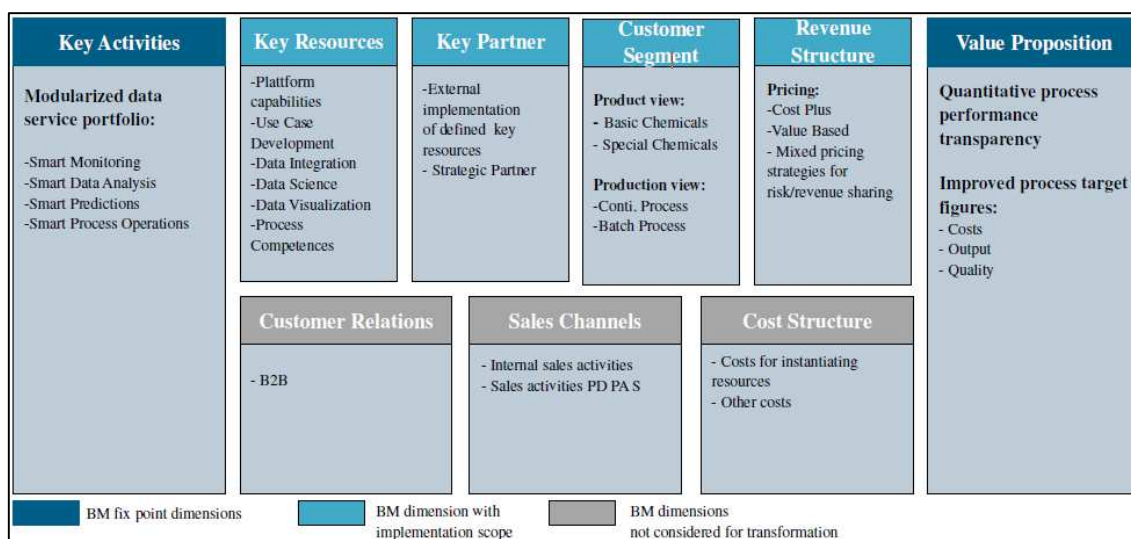 Key Activities
Modularized data
service portfolio:
-Smart Monitoring
-Smart Data Analysis
-Smart Predictions
-Smart Process Operations
Key Resources
-Plattform
capabilities
-Use Case
Development
-Data Integration
-Data Science
-Data Visualization
-Process
Competences
Key Partner
-External
implementation
of defined key
resources
- Strategic Partner
Customer
Segment
Product view:
- Basic Chemicals
- Special Chemicals
Production view:
-Conti. Process
-Batch Process
Revenue
Structure
Pricing:
-Cost Plus
-Value Based
- Mixed pricing
strategies for
risk/revenue sharing
Value Proposition
Quantitative process
performance
transparency
Improved process target
figures:
- Costs
- Output
- Quality
Customer Relations
- B2B
Sales Channels
- Internal sales activities
- Sales activities PD PA S
Cost Structure
- Costs for instantiating
resources
- Other costs
BM fix point dimensions
BM dimension with
implementation scope
BM dimensions
not considered for transformation